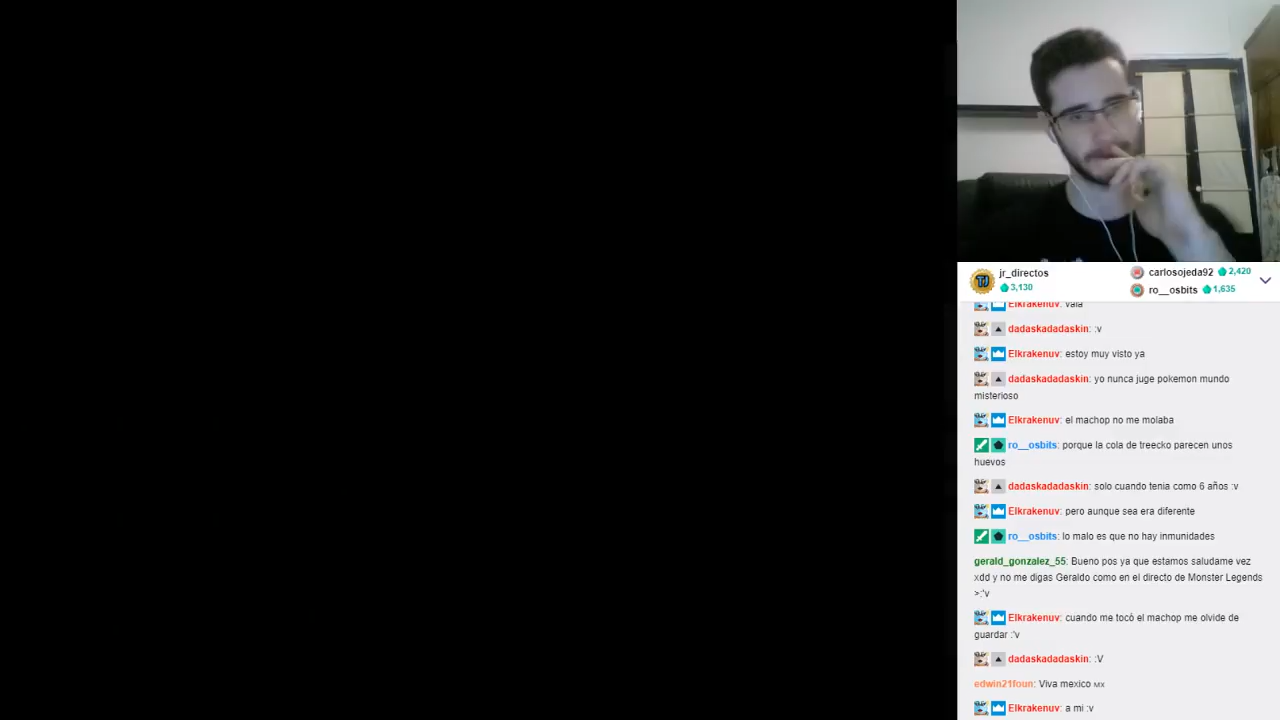 jr_directos
3,130
carlosojeda92 2,420
ro__osbits 1,635
Elkrakenuv: vala
dadaskadadaskin: :v
Elkrakenuv: estoy muy visto ya
dadaskadadaskin: yo nunca juge pokemon mundo
misterioso
Elkrakenuv: el machop no me molaba
ro__osbits: porque la cola de treecko parecen unos
huevos
dadaskadadaskin: solo cuando tenia como 6 años :v
Elkrakenuv: pero aunque sea era diferente
ro__osbits: lo malo es que no hay inmunidades
gerald_gonzalez_55: Bueno pos ya que estamos saludame vez
xdd y no me digas Geraldo como en el directo de Monster Legends
>:'v
Elkrakenuv: cuando me tocó el machop me olvide de
guardar :'v
dadaskadadaskin: :V
edwin21foun: Viva mexico MX
Elkrakenuv: a mi :v